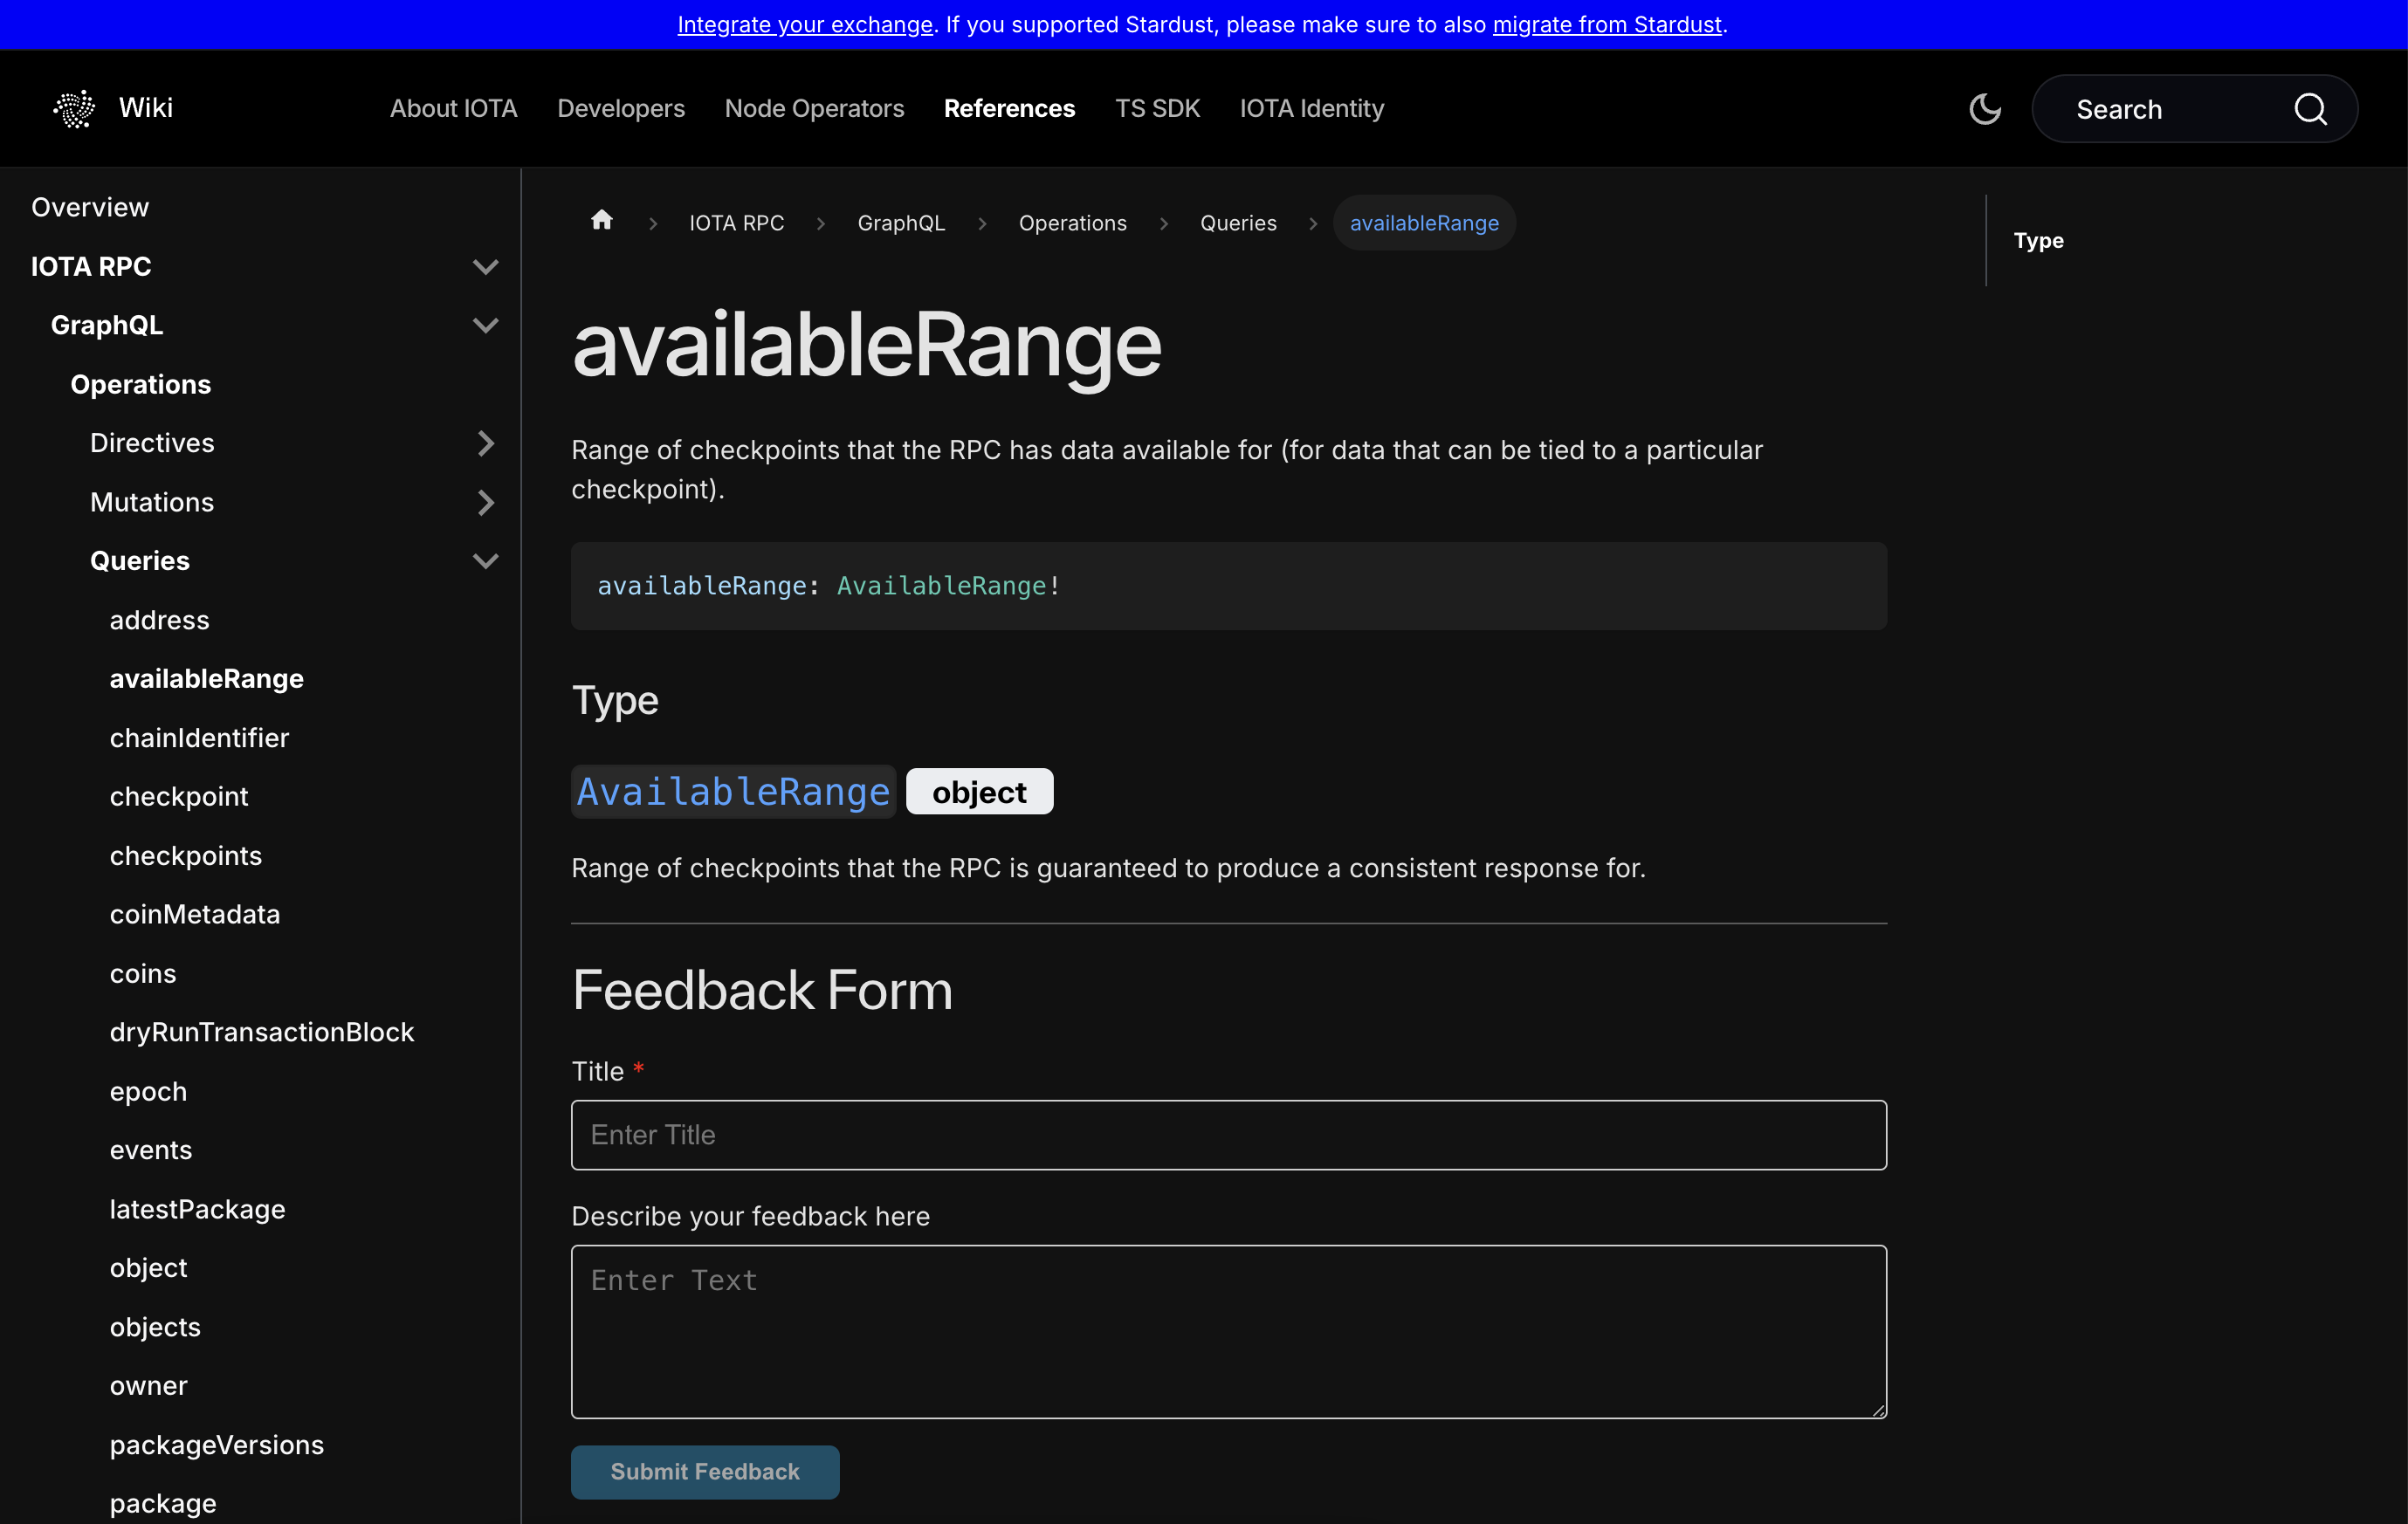 Integrate your exchange. If you supported Stardust, please make sure to also migrate from Stardust.
Wiki
About IOTA
Developers
Node Operators
References
TS SDK
IOTA Identity
Search
Overview
IOTA RPC
GraphQL
Operations
Directives
Mutations
Queries
address
availableRange
chainIdentifier
checkpoint
checkpoints
coinMetadata
coins
dryRunTransactionBlock
epoch
events
latestPackage
object
objects
owner
packageVersions
package
IOTA RPC
GraphQL
Operations
Queries
availableRange
availableRange
Range of checkpoints that the RPC has data available for (for data that can be tied to a particular
checkpoint).
availableRange: AvailableRange!
Type
AvailableRange object
Range of checkpoints that the RPC is guaranteed to produce a consistent response for.
Feedback Form
Title *
Enter Title
Describe your feedback here
Enter Text
Submit Feedback
Type